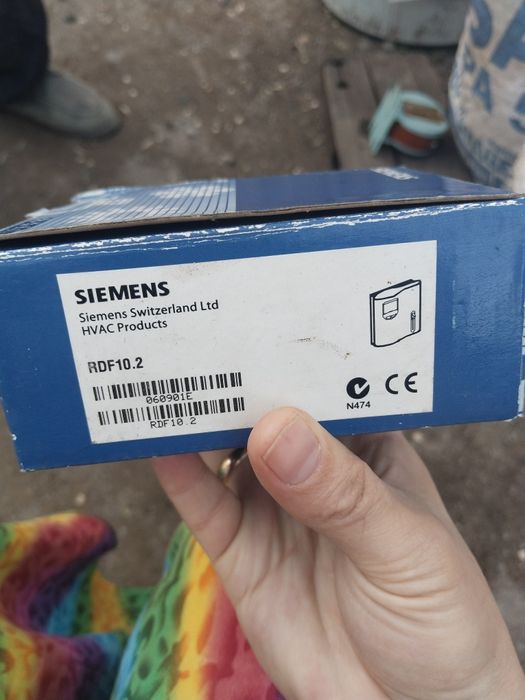 SIEMENS
Siemens Switzerland Ltd
HVAC Products
RDF10.2
060901E
RDF10.2
N474
CE